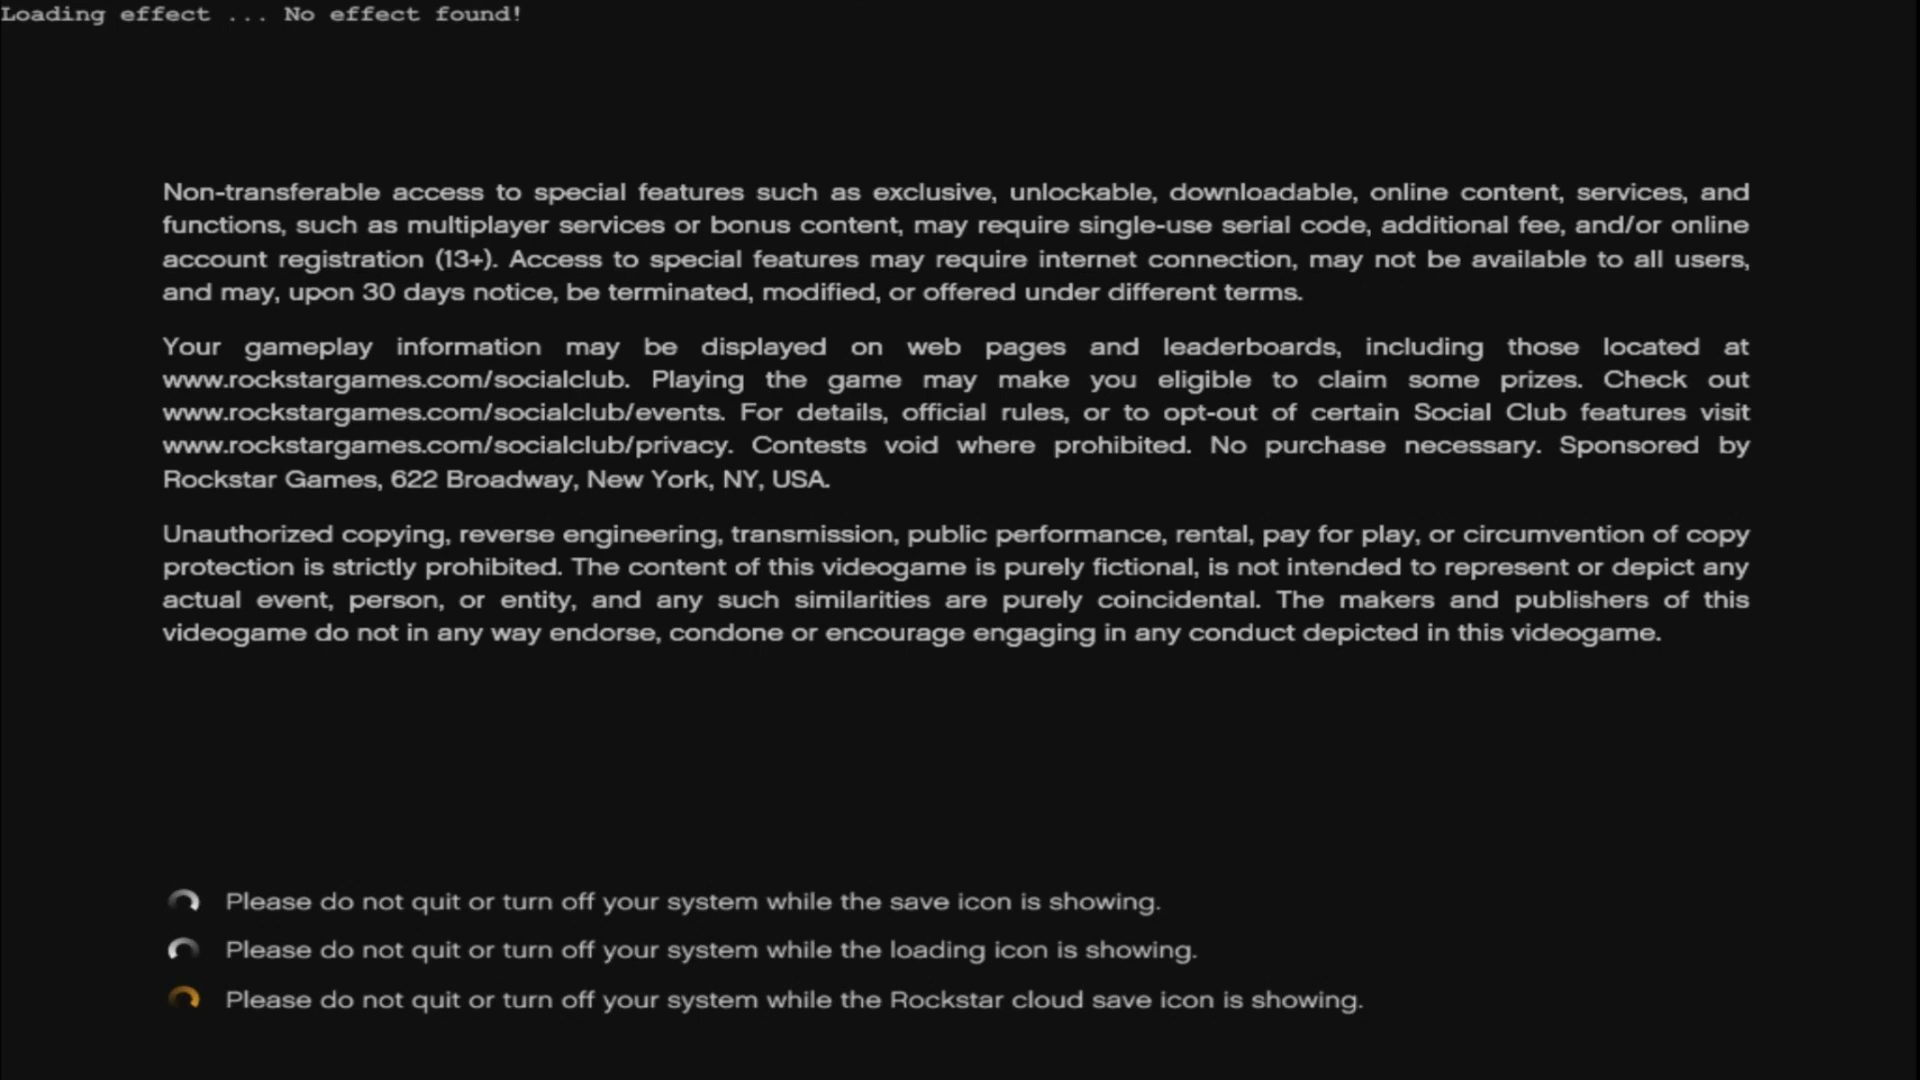 Loading effect ... No effect found!
Non-transferable access to special features such as exclusive, unlockable, downloadable, online content, services, and
functions, such as multiplayer services or bonus content, may require single-use serial code, additional fee, and/or online
account registration (13+). Access to special features may require internet connection, may not be available to all users,
and may, upon 30 days notice, be terminated, modified, or offered under different terms.
Your gameplay information may be displayed on web pages and leaderboards, including those located at
www.rockstargames.com/socialclub. Playing the game may make you eligible to claim some prizes. Check out
www.rockstargames.com/socialclub/events. For details, official rules, or to opt-out of certain Social Club features visit
www.rockstargames.com/socialclub/privacy. Contests void where prohibited. No purchase necessary. Sponsored by
Rockstar Games, 622 Broadway, New York, NY, USA.
Unauthorized copying, reverse engineering, transmission, public performance, rental, pay for play, or circumvention of copy
protection is strictly prohibited. The content of this videogame is purely fictional, is not intended to represent or depict any
actual event, person, or entity, and any such similarities are purely coincidental. The makers and publishers of this
videogame do not in any way endorse, condone or encourage engaging in any conduct depicted in this videogame.
Please do not quit or turn off your system while the save icon is showing.
Please do not quit or turn off your system while the loading icon is showing.
Please do not quit or turn off your system while the Rockstar cloud save icon is showing.